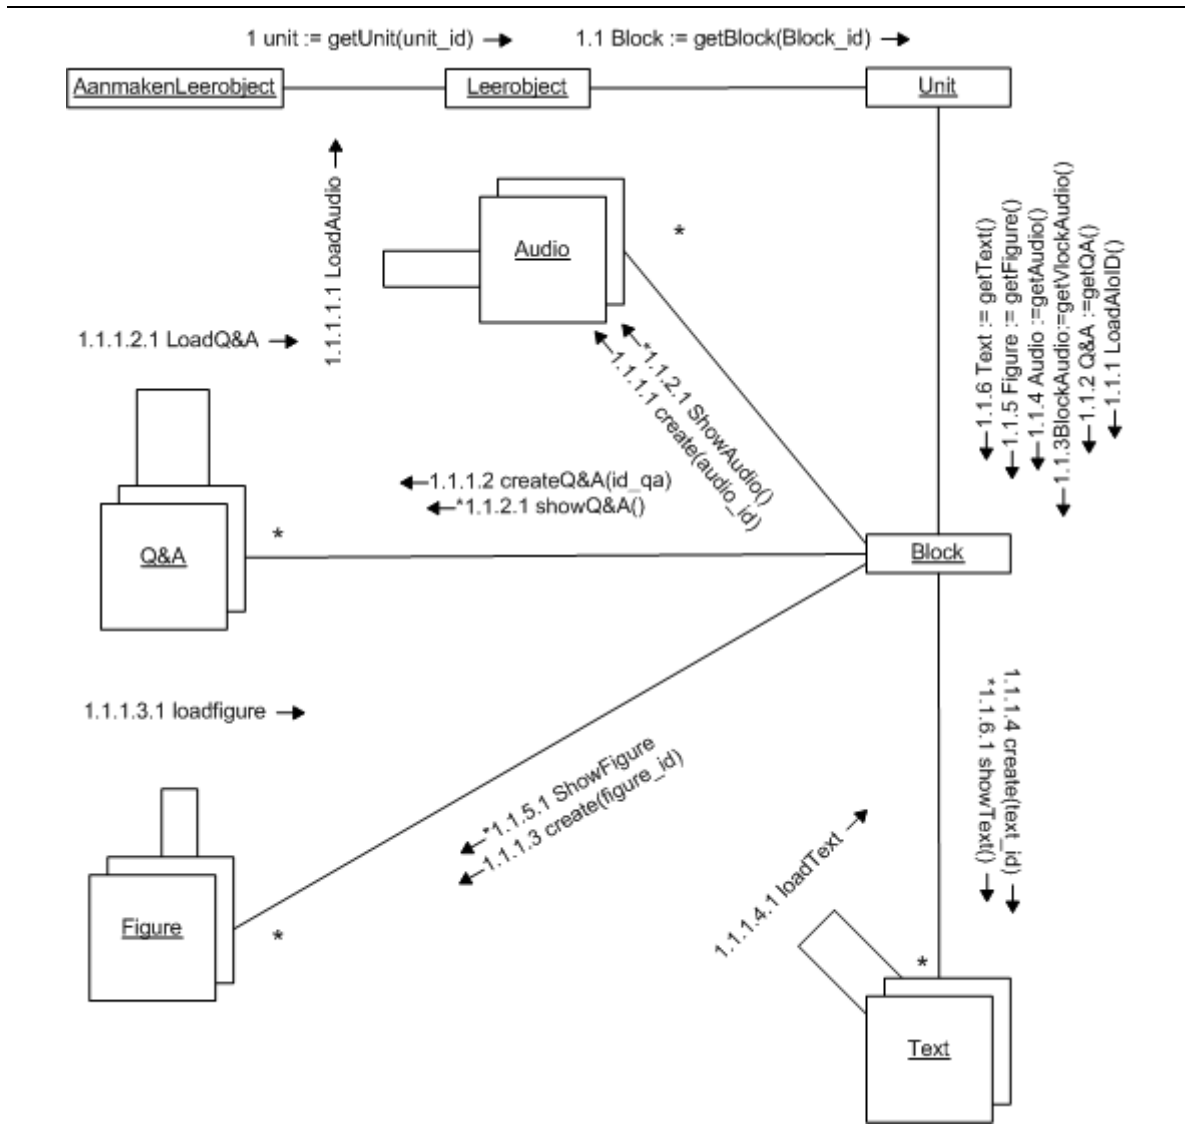 1 unit := getUnit(unit_id)
1.1 Block := getBlock(Block_id)
AanmakenLeerobject
Leerobject
Unit
1.1.1.1.1 LoadAudio
Audio
*
1.1.6 Text := getText()
1.1.5 Figure := getFigure()
1.1.4 Audio :=getAudio()
1.1.3BlockAudio:=getVlockAudio()
1.1.2 Q&A :=getQA()
1.1.1 LoadAloID()
1.1.1.2.1 LoadQ&A
*1.1.2.1 ShowAudio()
1.1.1.1 create(audio_id)
1.1.1.2 createQ&A(id_qa)
*1.1.2.1 showQ&A()
*
Q&A
Block
1.1.1.3.1 loadfigure
*1.1.5.1 ShowFigure
1.1.1.3 create(figure_id)
1.1.1.4 create(text_id)
*1.1.6.1 showText()
1.1.1.4.1 loadText
Figure
*
*
Text